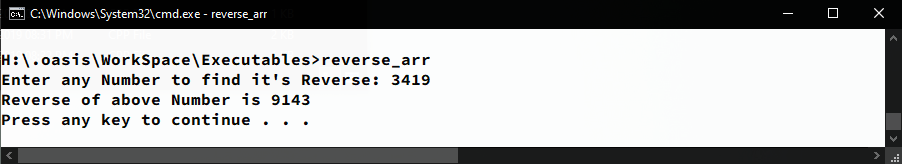 C:\Windows\System32\cmd.exe - reverse_arr
H:\.oasis\WorkSpace\Executables>reverse_arr
Enter any Number to find it's Reverse: 3419
Reverse of above Number is 9143
Press any key to continue . . .